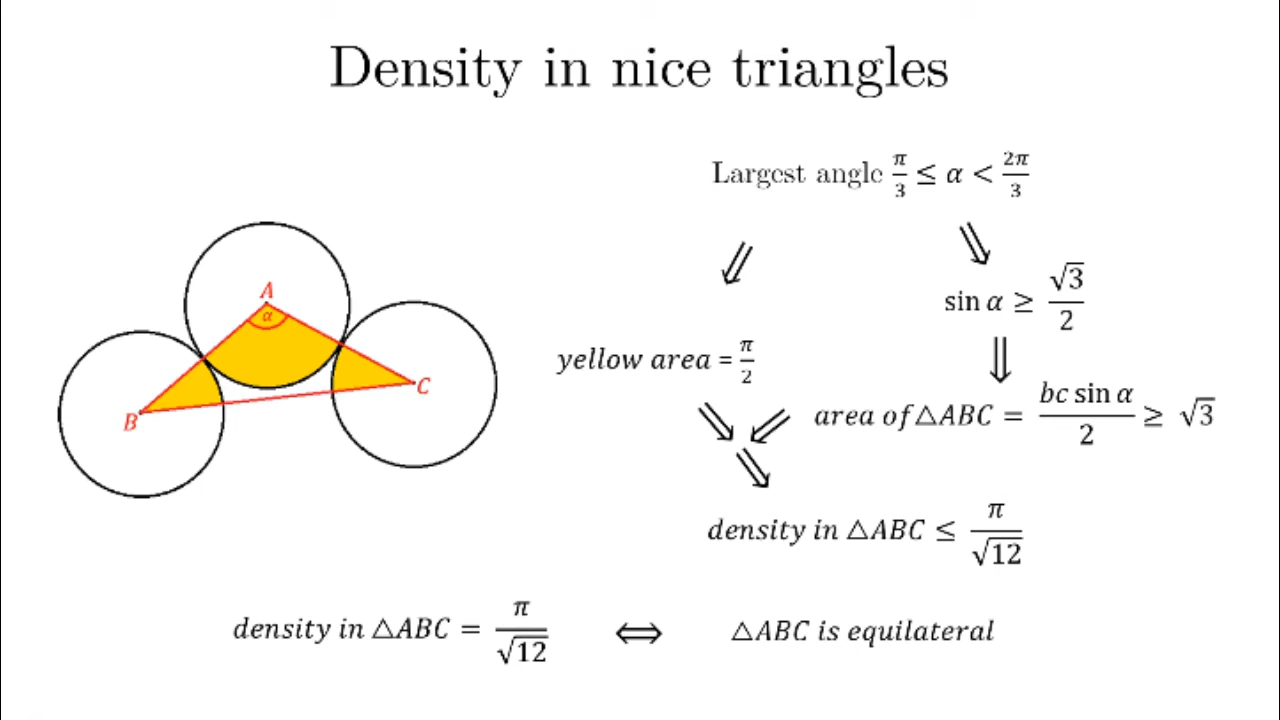 Density in nice triangles
Largest angle π/3 ≤ α < 2π/3
sin α ≥ √3/2
yellow area = π/2
area of △ABC = bc sin α/2 ≥ √3
density in △ABC ≤ π/√12
density in △ABC = π/√12 ⇔ △ABC is equilateral
A
α
B
C